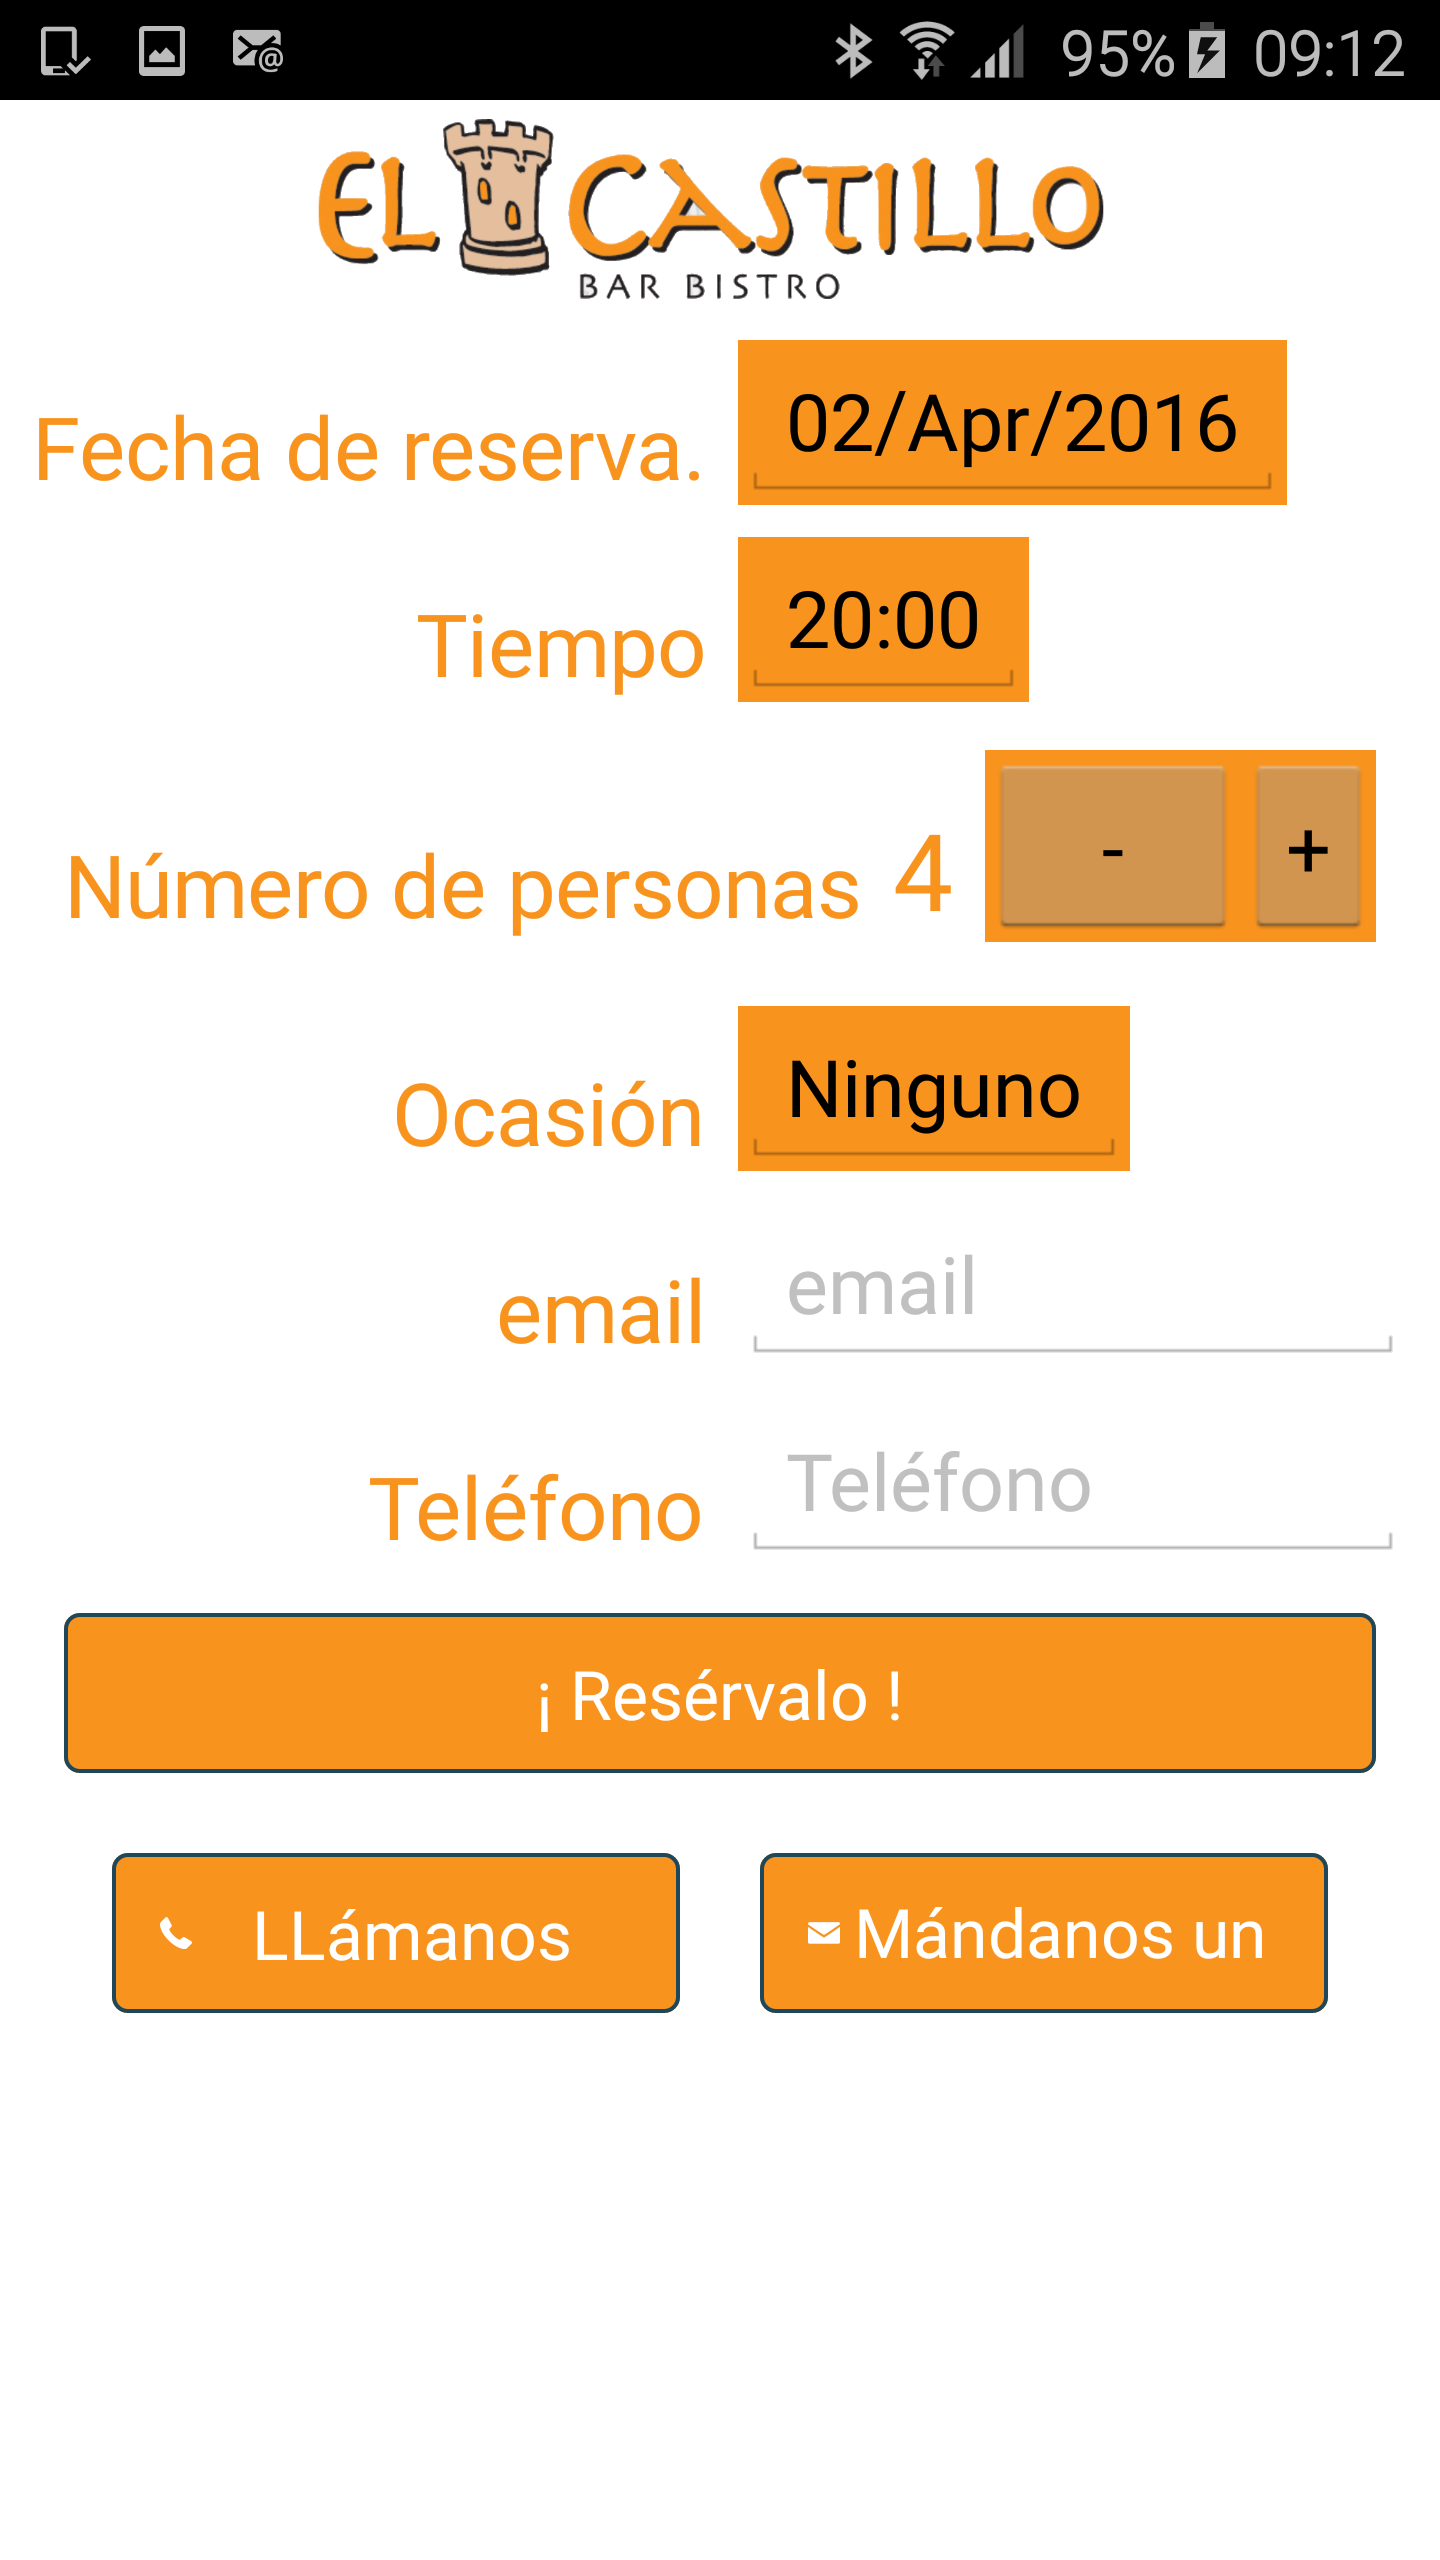 95% 09:12
EL CASTILLO
BAR BISTRO
Fecha de reserva. 02/Apr/2016
Tiempo 20:00
Número de personas 4 - +
Ocasión Ninguno
email email
Teléfono Teléfono
¡ Resérvalo !
LLámanos Mándanos un